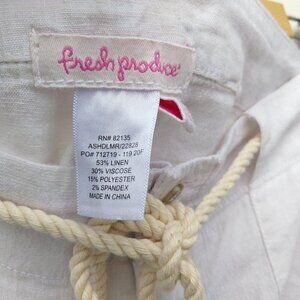 fresh produce
RN# 82135
ASHDLMR/22828
PO# 712719 - 119 20F
53% LINEN
30% VISCOSE
15% POLYESTER
2% SPANDEX
MADE IN CHINA